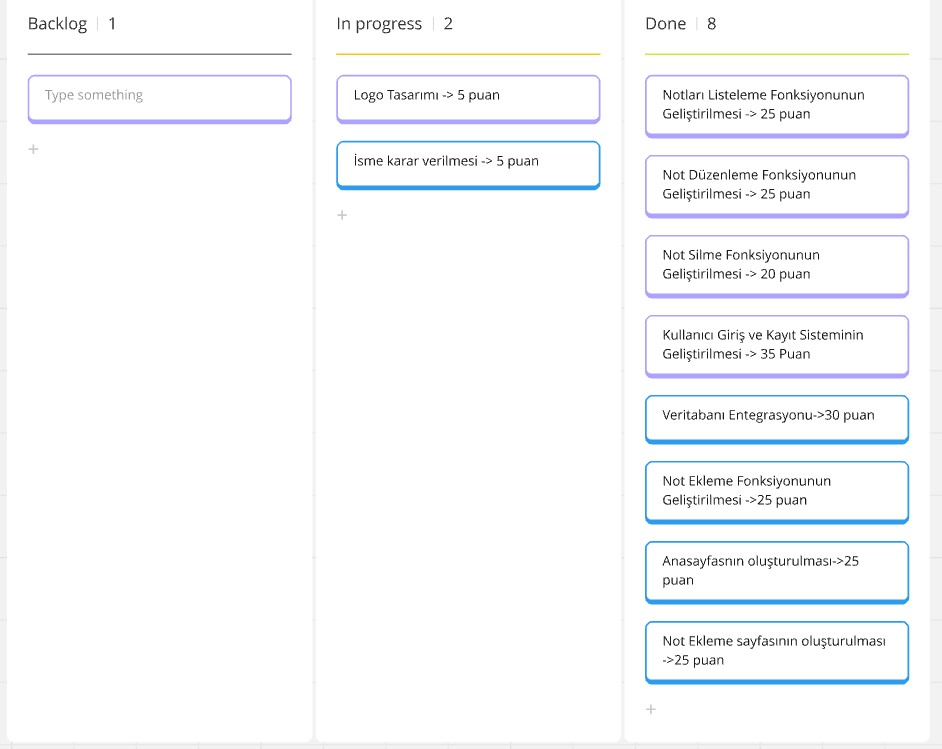 Backlog | 1
Type something
+
In progress | 2
Logo Tasarımı -> 5 puan
İsme karar verilmesi -> 5 puan
+
Done | 8
Notları Listeleme Fonksiyonunun
Geliştirilmesi -> 25 puan
Not Düzenleme Fonksiyonunun
Geliştirilmesi -> 25 puan
Not Silme Fonksiyonunun
Geliştirilmesi -> 20 puan
Kullanıcı Giriş ve Kayıt Sisteminin
Geliştirilmesi -> 35 Puan
Veritabanı Entegrasyonu->30 puan
Not Ekleme Fonksiyonunun
Geliştirilmesi ->25 puan
Anasayfasnın oluşturulması->25
puan
Not Ekleme sayfasının oluşturulması
->25 puan
+